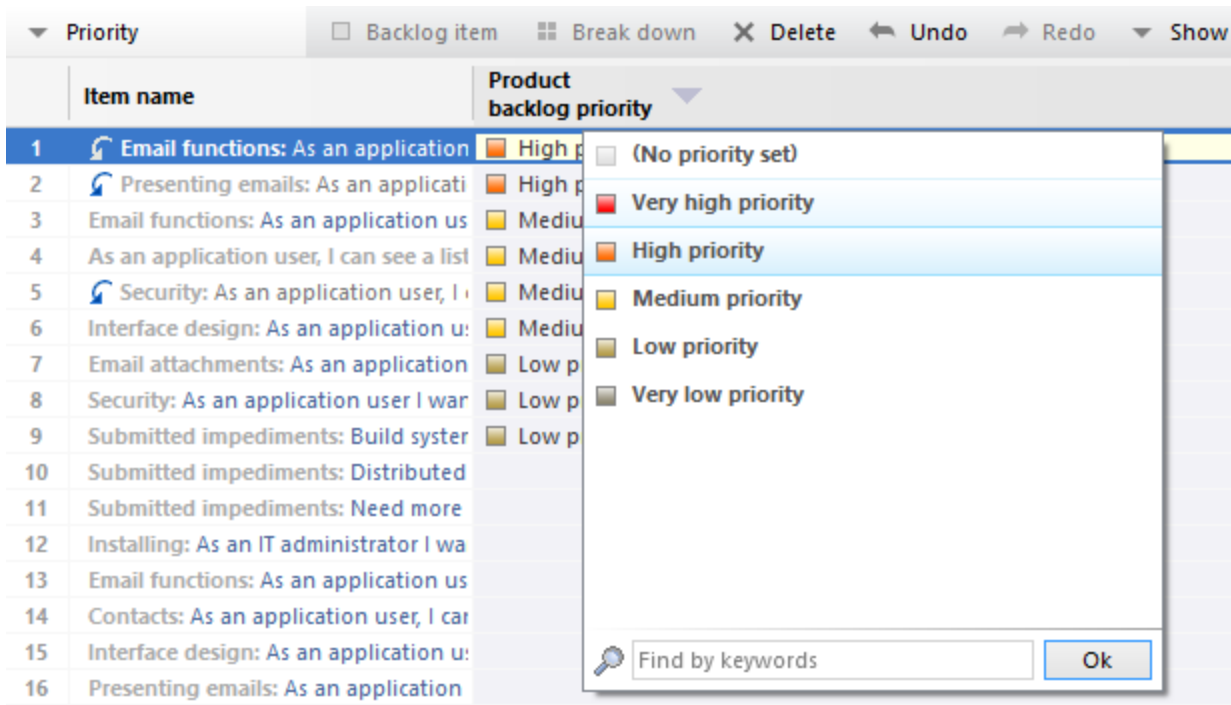 Priority Backlog item Break down Delete Undo Redo Show
Item name Product
backlog priority
1 Email functions: As an application High p
2 Presenting emails: As an applicati High p
3 Email functions: As an application us Mediu
4 As an application user, I can see a list Mediu
5 Security: As an application user, I Mediu
6 Interface design: As an application u Mediu
7 Email attachments: As an application Low p
8 Security: As an application user I wan Low p
9 Submitted impediments: Build system Low p
10 Submitted impediments: Distributed
11 Submitted impediments: Need more
12 Installing: As an IT administrator I wa
13 Email functions: As an application us
14 Contacts: As an application user, I can
15 Interface design: As an application u
16 Presenting emails: As an application
(No priority set)
Very high priority
High priority
Medium priority
Low priority
Very low priority
Find by keywords Ok